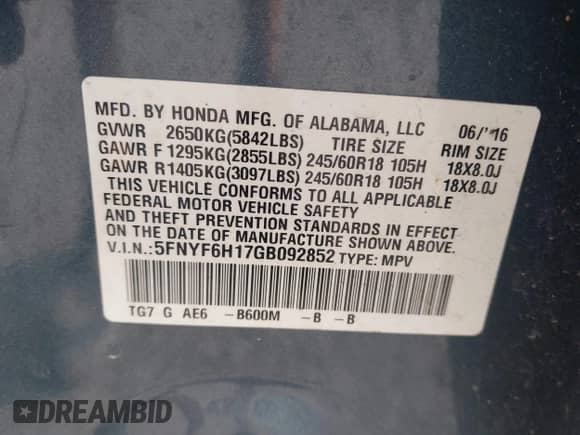 MFD. BY HONDA MFG. OF ALABAMA, LLC 06/'16
GVWR 2650KG(5842LBS) TIRE SIZE RIM SIZE
GAWR F 1295KG(2855LBS) 245/60R18 105H 18X8.0J
GAWR R 1405KG(3097LBS) 245/60R18 105H 18X8.0J
THIS VEHICLE CONFORMS TO ALL APPLICABLE
FEDERAL MOTOR VEHICLE SAFETY
AND THEFT PREVENTION STANDARDS IN EFFECT
ON THE DATE OF MANUFACTURE SHOWN ABOVE.
V.I.N.:5FNYF6H17GB092852 TYPE: MPV
TG7 G AE6 –B600M –B –B
DREAMBID